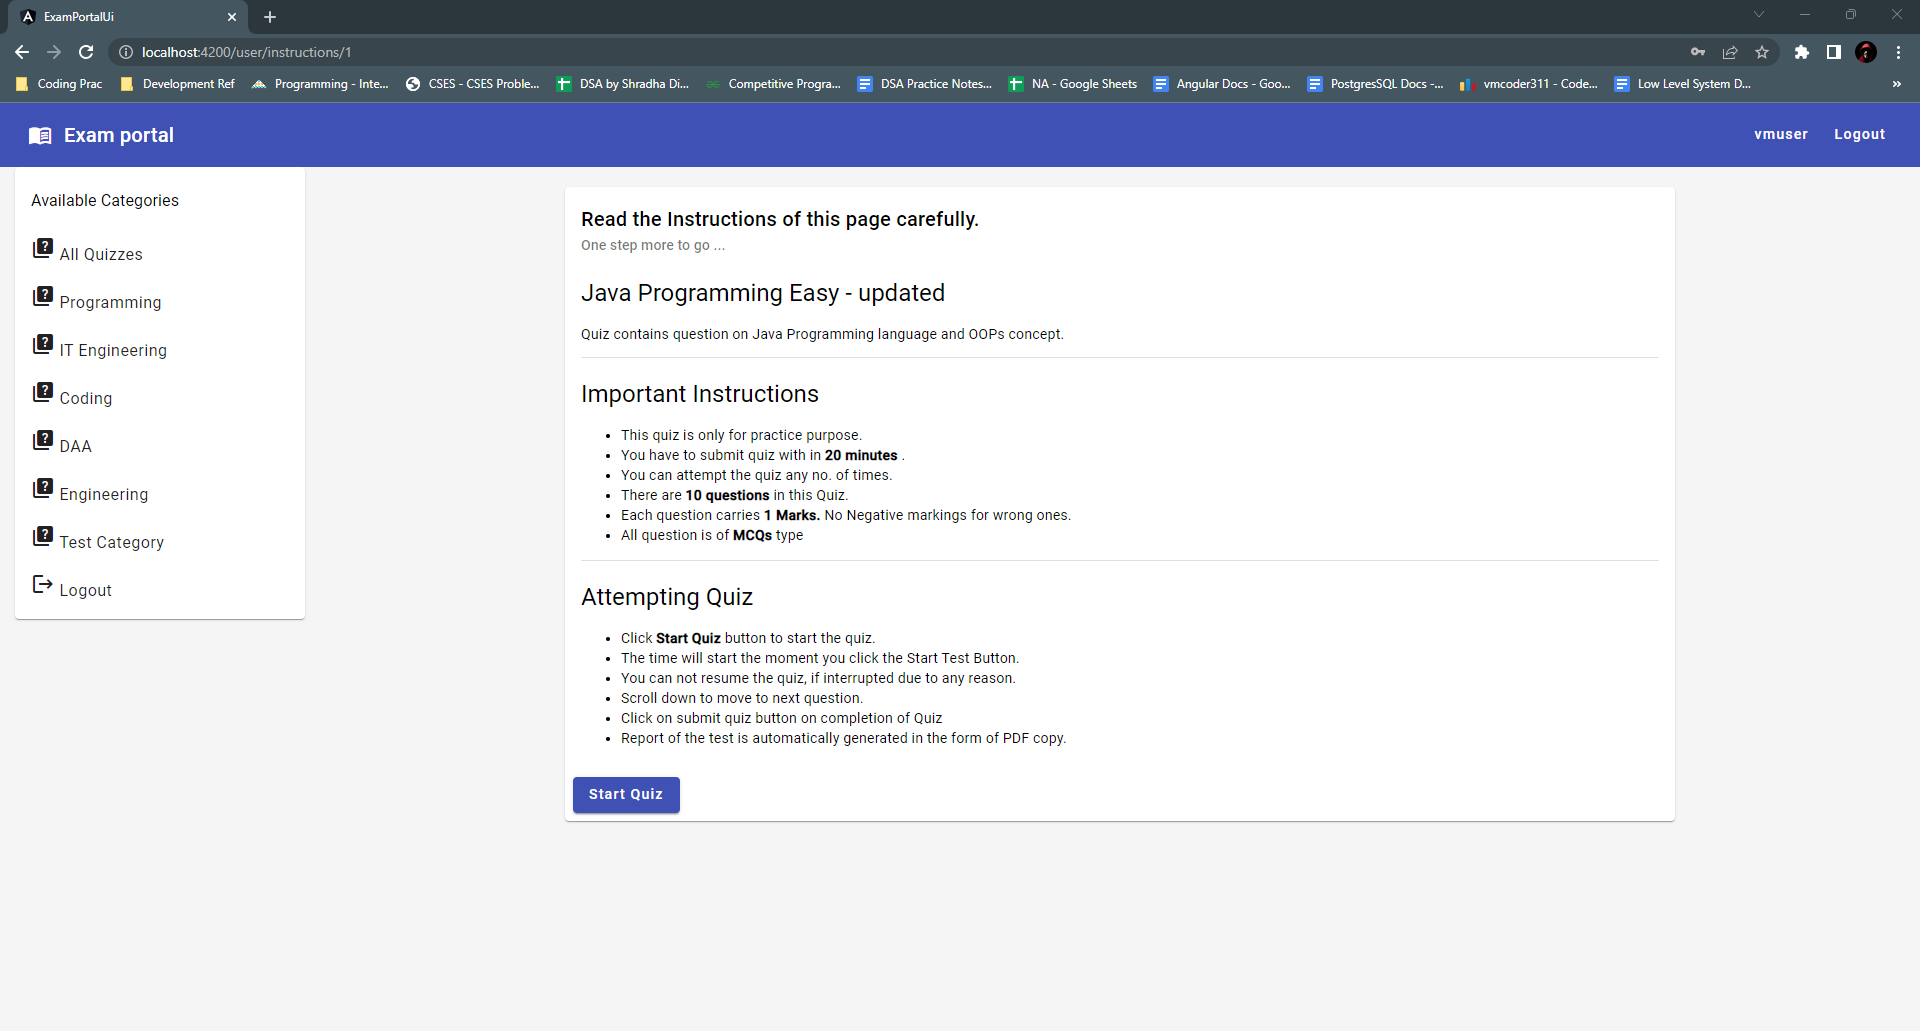 ExamPortalUi
localhost:4200/user/instructions/1
Coding Prac Development Ref Programming - Inte... CSES - CSES Proble... DSA by Shradha Di... Competitive Progra... DSA Practice Notes... NA - Google Sheets Angular Docs - Goo... PostgresSQL Docs -... vmcoder311 - Code... Low Level System D... »
Exam portal vmuser Logout
Available Categories
All Quizzes
Programming
IT Engineering
Coding
DAA
Engineering
Test Category
Logout
Read the Instructions of this page carefully.
One step more to go ...
Java Programming Easy - updated
Quiz contains question on Java Programming language and OOPs concept.
Important Instructions
• This quiz is only for practice purpose.
• You have to submit quiz with in 20 minutes .
• You can attempt the quiz any no. of times.
• There are 10 questions in this Quiz.
• Each question carries 1 Marks. No Negative markings for wrong ones.
• All question is of MCQs type
Attempting Quiz
• Click Start Quiz button to start the quiz.
• The time will start the moment you click the Start Test Button.
• You can not resume the quiz, if interrupted due to any reason.
• Scroll down to move to next question.
• Click on submit quiz button on completion of Quiz
• Report of the test is automatically generated in the form of PDF copy.
Start Quiz